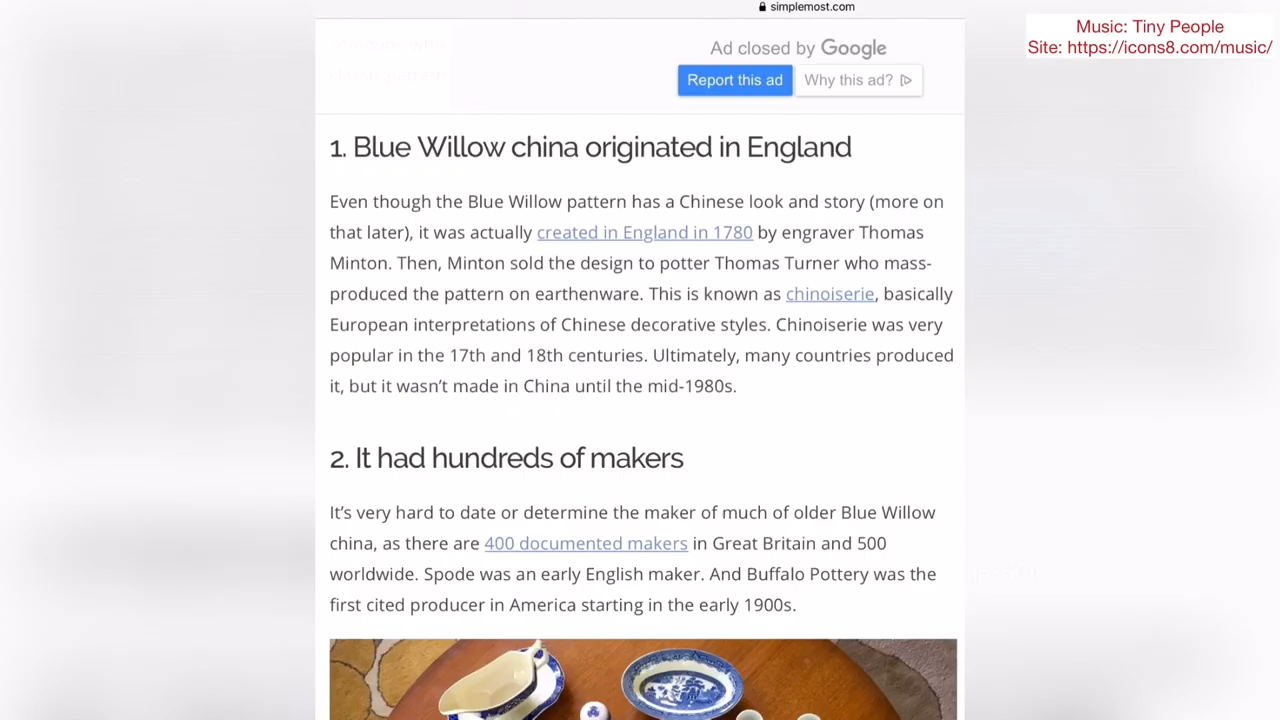 simplemost.com
Music: Tiny People
Site: https://icons8.com/music/
Ad closed by Google
Report this ad
Why this ad?
1. Blue Willow china originated in England
Even though the Blue Willow pattern has a Chinese look and story (more on
that later), it was actually created in England in 1780 by engraver Thomas
Minton. Then, Minton sold the design to potter Thomas Turner who mass-
produced the pattern on earthenware. This is known as chinoiserie, basically
European interpretations of Chinese decorative styles. Chinoiserie was very
popular in the 17th and 18th centuries. Ultimately, many countries produced
it, but it wasn’t made in China until the mid-1980s.
2. It had hundreds of makers
It’s very hard to date or determine the maker of much of older Blue Willow
china, as there are 400 documented makers in Great Britain and 500
worldwide. Spode was an early English maker. And Buffalo Pottery was the
first cited producer in America starting in the early 1900s.